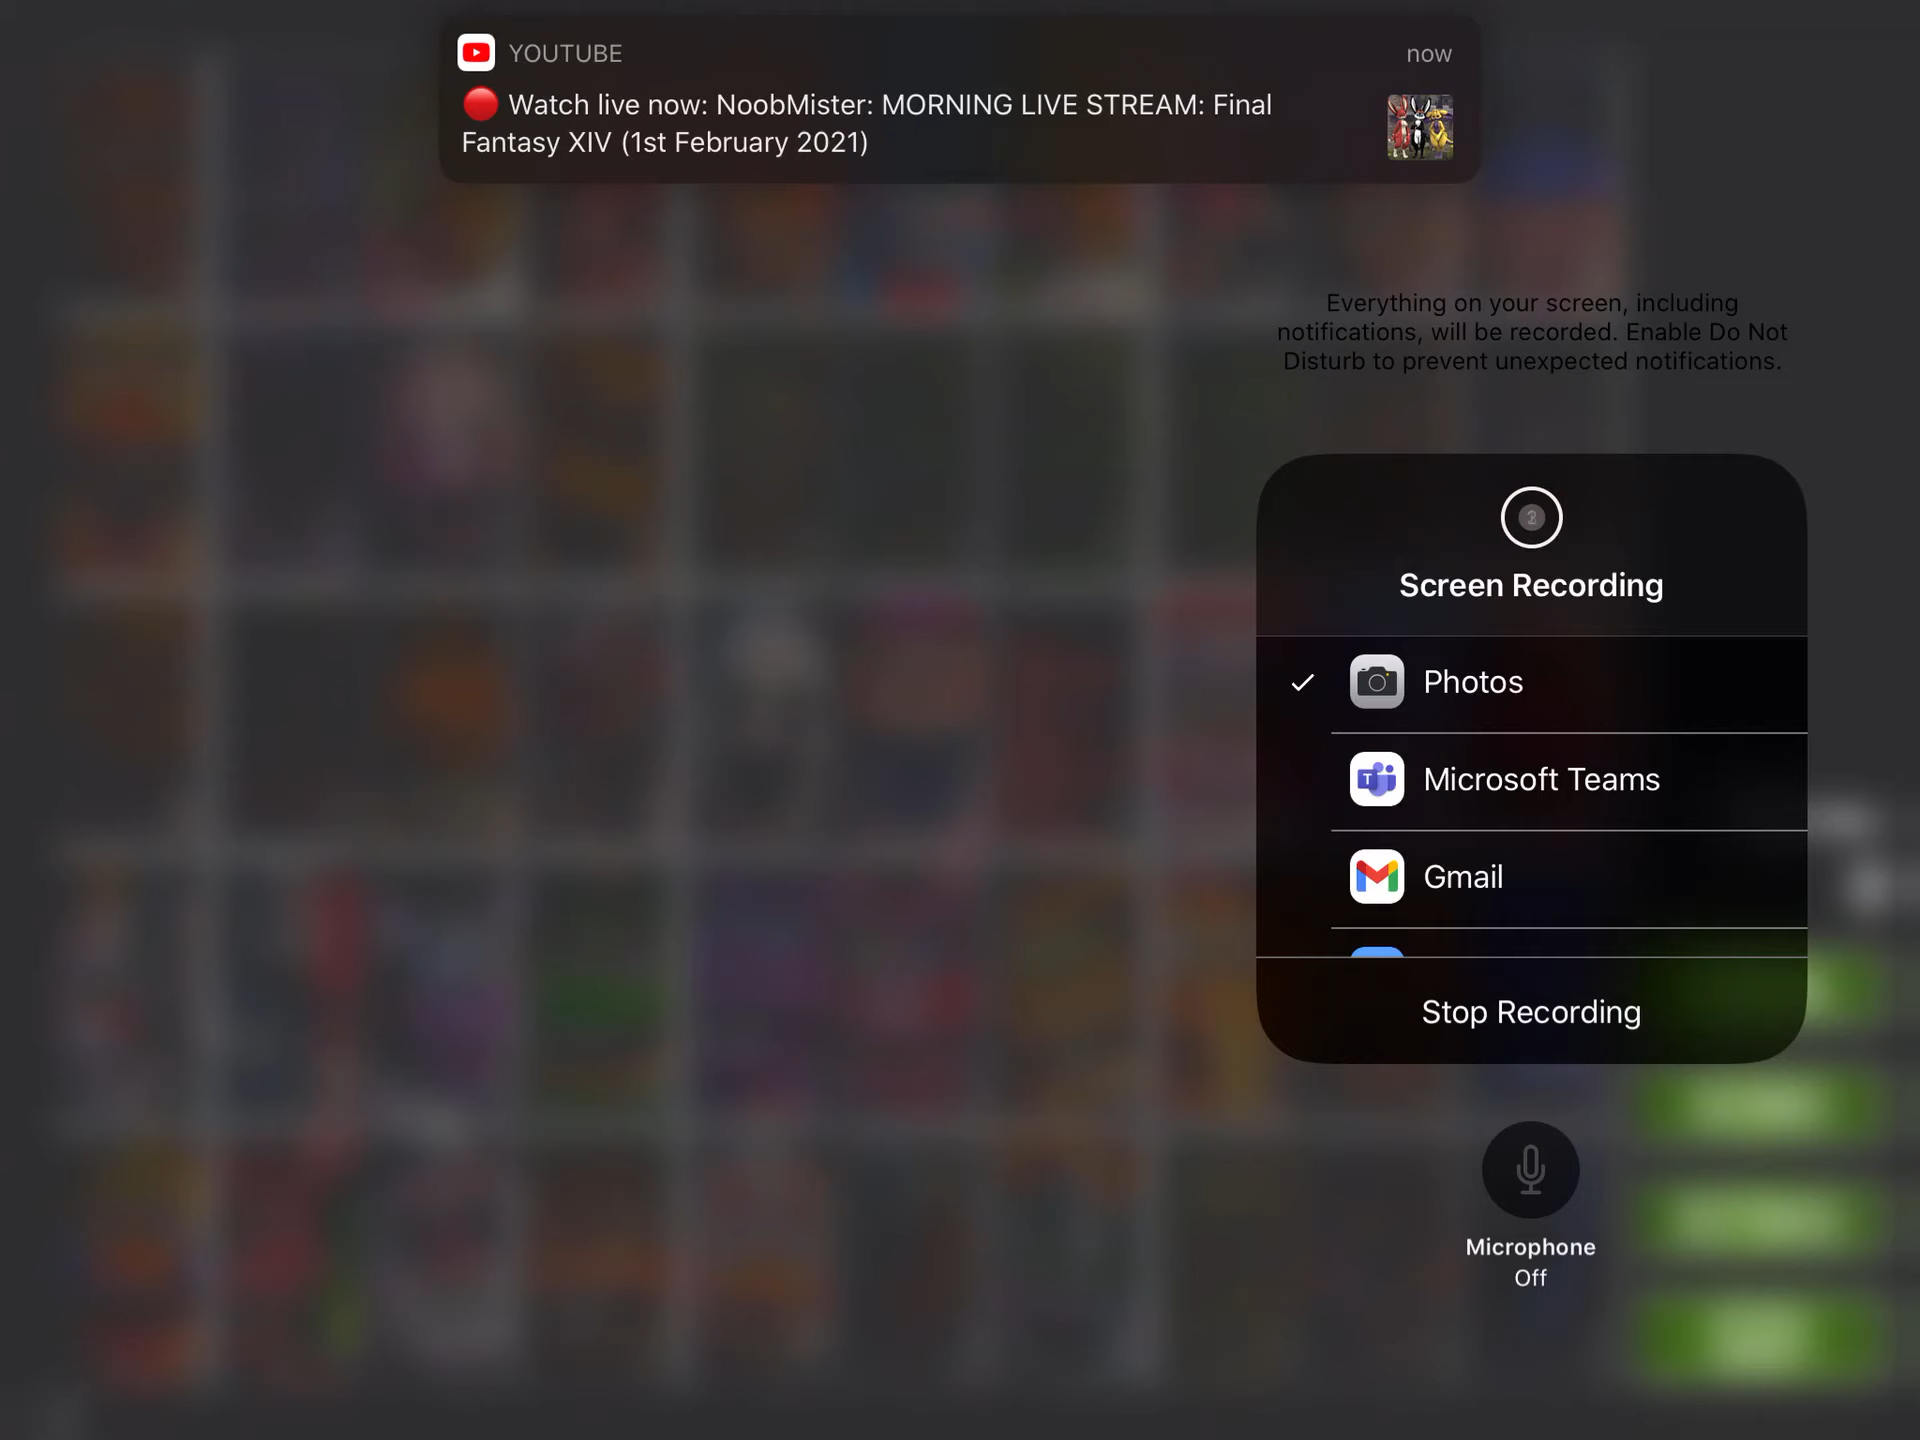 YOUTUBE
now
🔴 Watch live now: NoobMister: MORNING LIVE STREAM: Final
Fantasy XIV (1st February 2021)
Everything on your screen, including
notifications, will be recorded. Enable Do Not
Disturb to prevent unexpected notifications.
Screen Recording
Photos
Microsoft Teams
Gmail
Stop Recording
Microphone
Off